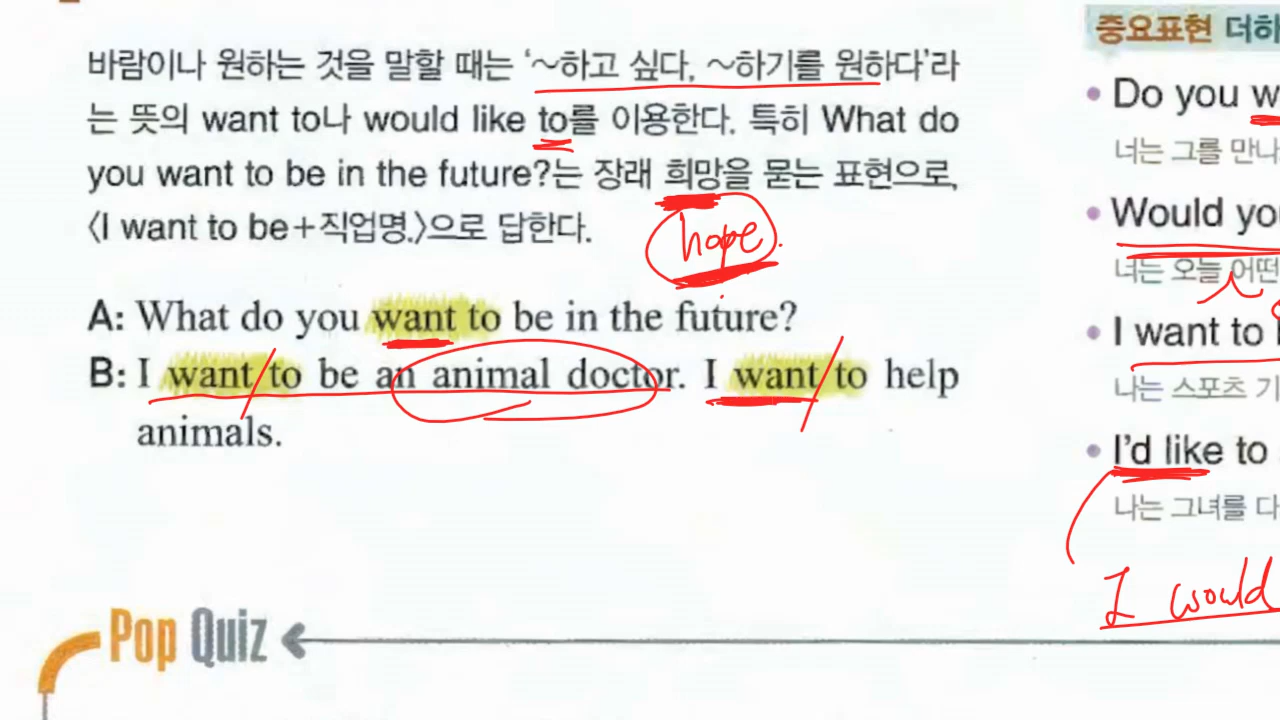 바람이나 원하는 것을 말할 때는 ‘~하고 싶다, ~하기를 원하다’라
는 뜻의 want to나 would like to를 이용한다. 특히 What do
you want to be in the future?는 장래 희망을 묻는 표현으로,
〈I want to be+직업명.〉으로 답한다.
hope.
A: What do you want to be in the future?
B: I want to be an animal doctor. I want to help
animals.
Pop Quiz
중요표현 더하
Do you w
너는 그를 만나
Would you
너는 오늘 어떤
I want to
나는 스포츠 기
I'd like to
나는 그녀를 다
I would